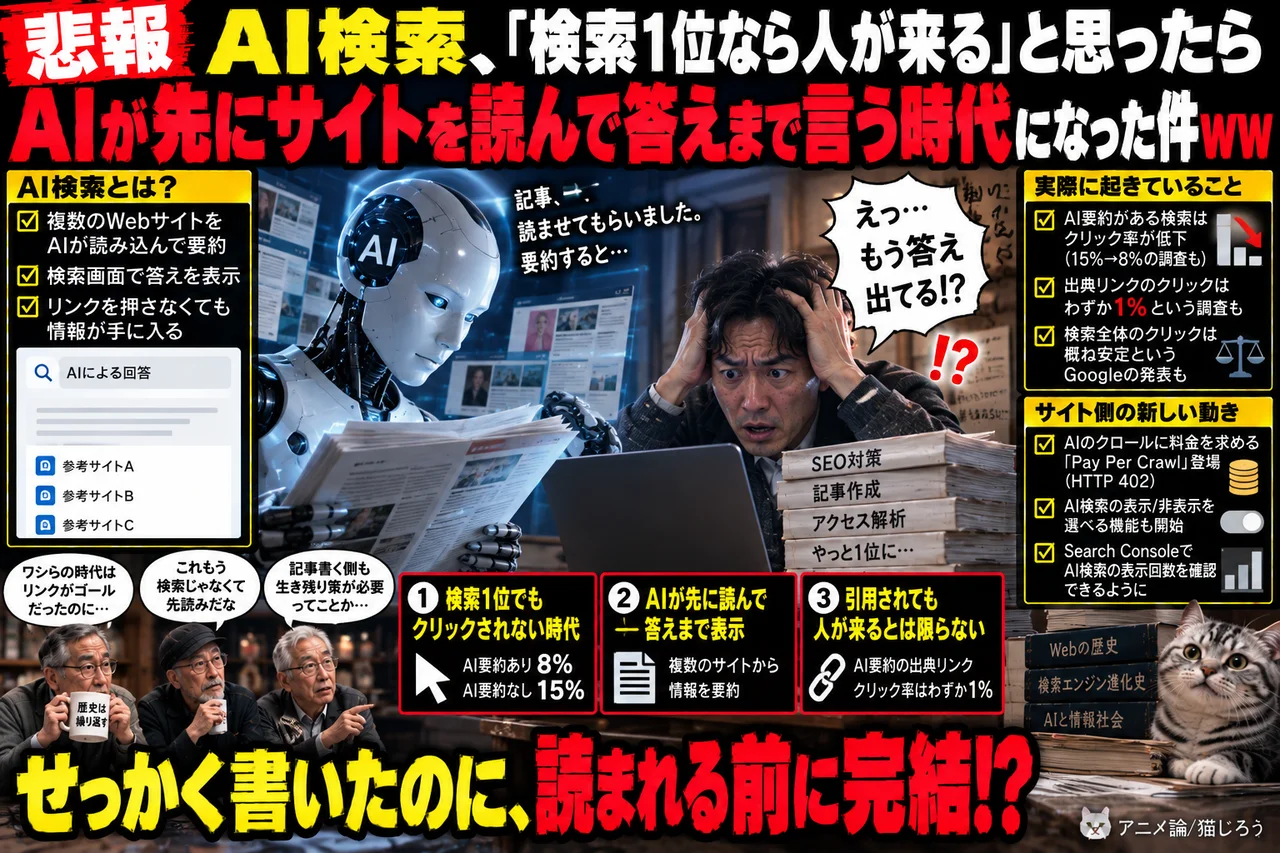 悲報 AI検索、「検索1位なら人が来る」と思ったら
AIが先にサイトを読んで答えまで言う時代になった件ww
AI検索とは？
複数のWebサイトを
AIが読み込んで要約
検索画面で答えを表示
リンクを押さなくても
情報が手に入る
AIによる回答
参考サイトA
参考サイトB
参考サイトC
AI
記事、
読ませてもらいました。
要約すると…
えっ…
もう答え
出てる!?
!?
SEO対策
記事作成
アクセス解析
やっと1位に…
実際に起きていること
AI要約がある検索は
クリック率が低下
(15%→8%の調査も)
出典リンクのクリックは
わずか1%という調査も
検索全体のクリックは
概ね安定という
Googleの発表も
サイト側の新しい動き
AIのクロールに料金を求める
「Pay Per Crawl」登場
(HTTP 402)
AI検索の表示/非表示を
選べる機能も開始
Search Consoleで
AI検索の表示回数を確認
できるように
ワシらの時代は
リンクがゴール
だったのに…
これもう
検索じゃなくて
先読みだな
記事書く側も
生き残り策が必要
ってことか…
歴史は
繰り返す
1 検索1位でも
クリックされない時代
AI要約あり 8%
AI要約なし 15%
2 AIが先に読んで
答えまで表示
複数のサイトから
情報を要約
3 引用されても
人が来るとは限らない
AI要約の出典リンク
クリック率はわずか1%
Webの歴史
検索エンジン進化史
AIと情報社会
せっかく書いたのに、読まれる前に完結!?
アニメ論/猫じろう